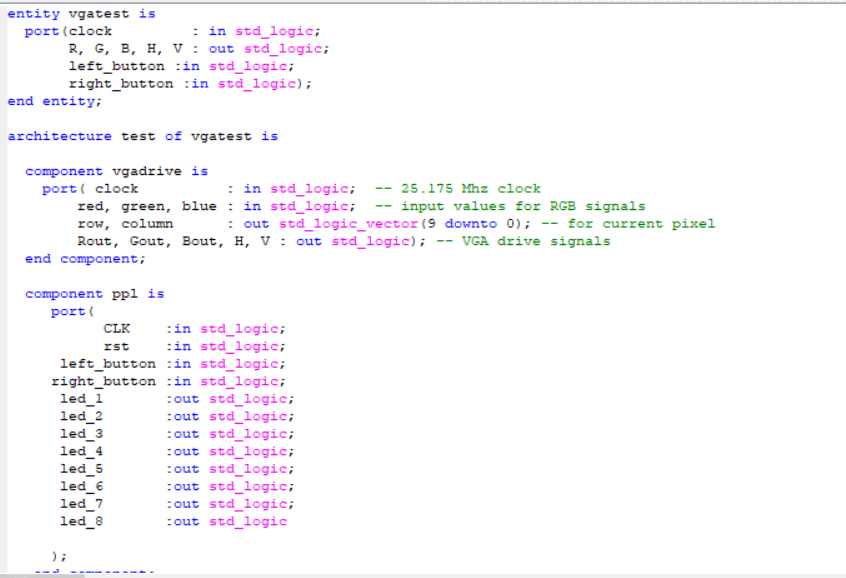 entity vgatest is
  port(clock         : in std_logic;
       R, G, B, H, V : out std_logic;
       left_button :in std_logic;
       right_button :in std_logic);
end entity;

architecture test of vgatest is

  component vgadrive is
    port( clock          : in std_logic;  -- 25.175 Mhz clock
        red, green, blue : in std_logic;  -- input values for RGB signals
        row, column      : out std_logic_vector(9 downto 0); -- for current pixel
        Rout, Gout, Bout, H, V : out std_logic); -- VGA drive signals
  end component;

  component ppl is
     port(
           CLK    :in std_logic;
           rst    :in std_logic;
      left_button :in std_logic;
     right_button :in std_logic;
      led_1       :out std_logic;
      led_2       :out std_logic;
      led_3       :out std_logic;
      led_4       :out std_logic;
      led_5       :out std_logic;
      led_6       :out std_logic;
      led_7       :out std_logic;
      led_8       :out std_logic

     );
   end component;